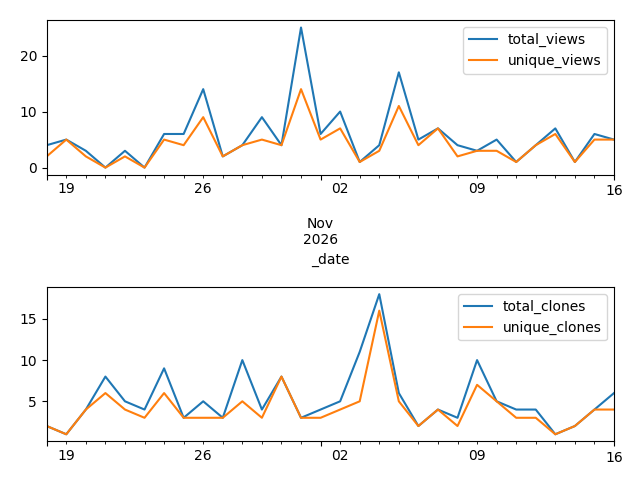 20
10
0
total_views
unique_views
19
26
02
09
16
Nov
2026
_date
15
10
5
total_clones
unique_clones
19
26
02
09
16